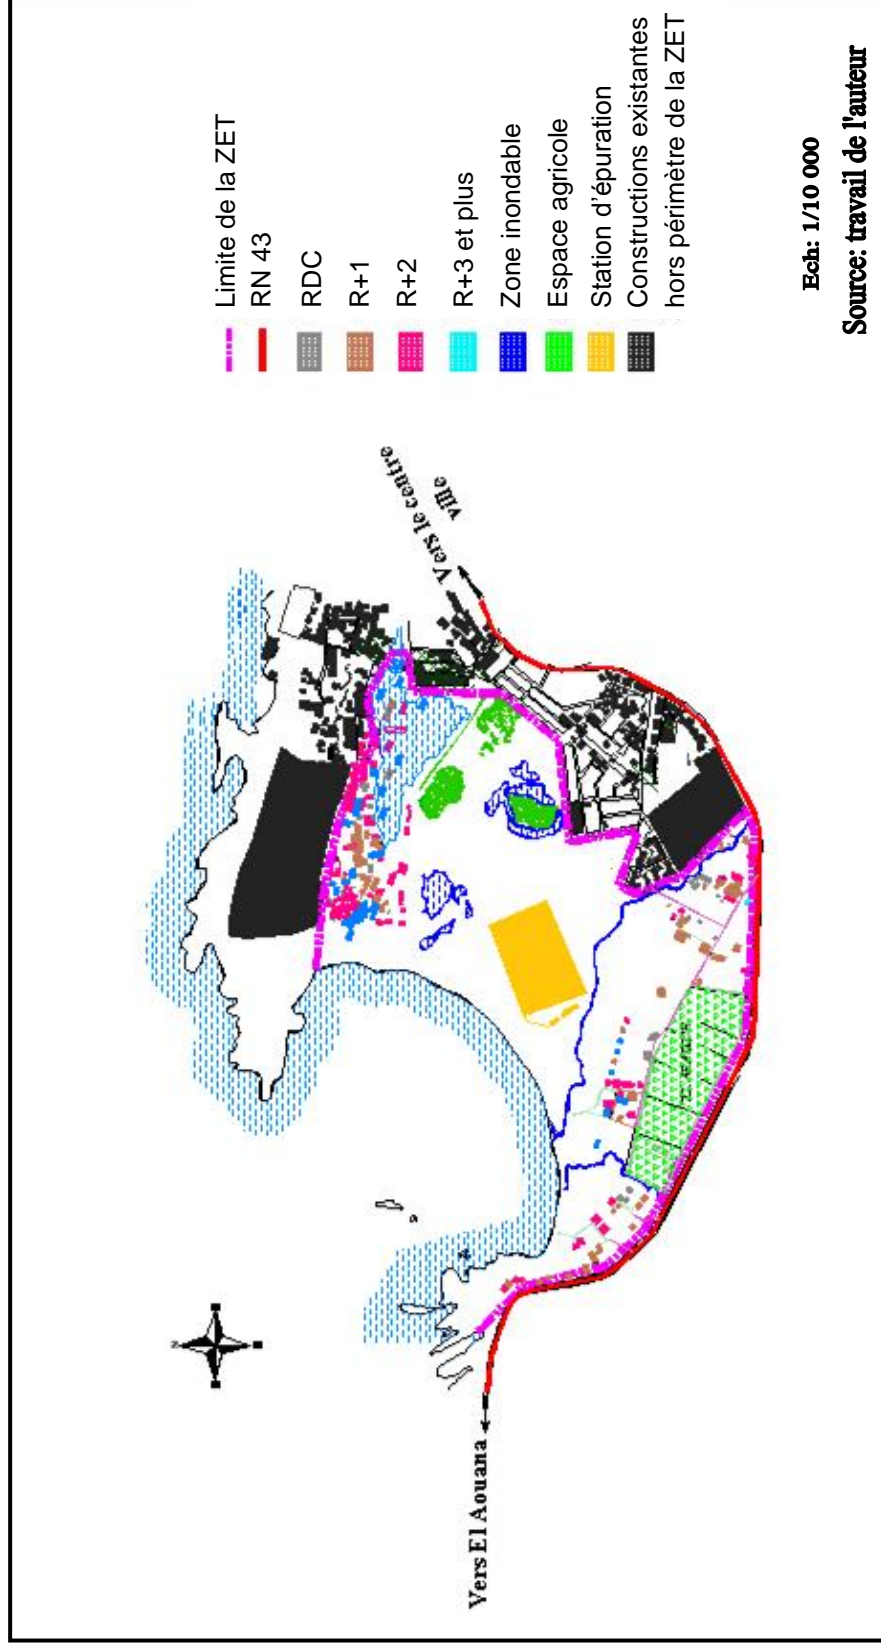 Limite de la ZET
RN 43
RDC
R+1
R+2
R+3 et plus
Zone inondable
Espace agricole
Station d'épuration
Constructions existantes
hors périmètre de la ZET
Ech: 1/10 000
Source: travail de l'auteur
Vers le centre
ville
Vers El Aouana
N